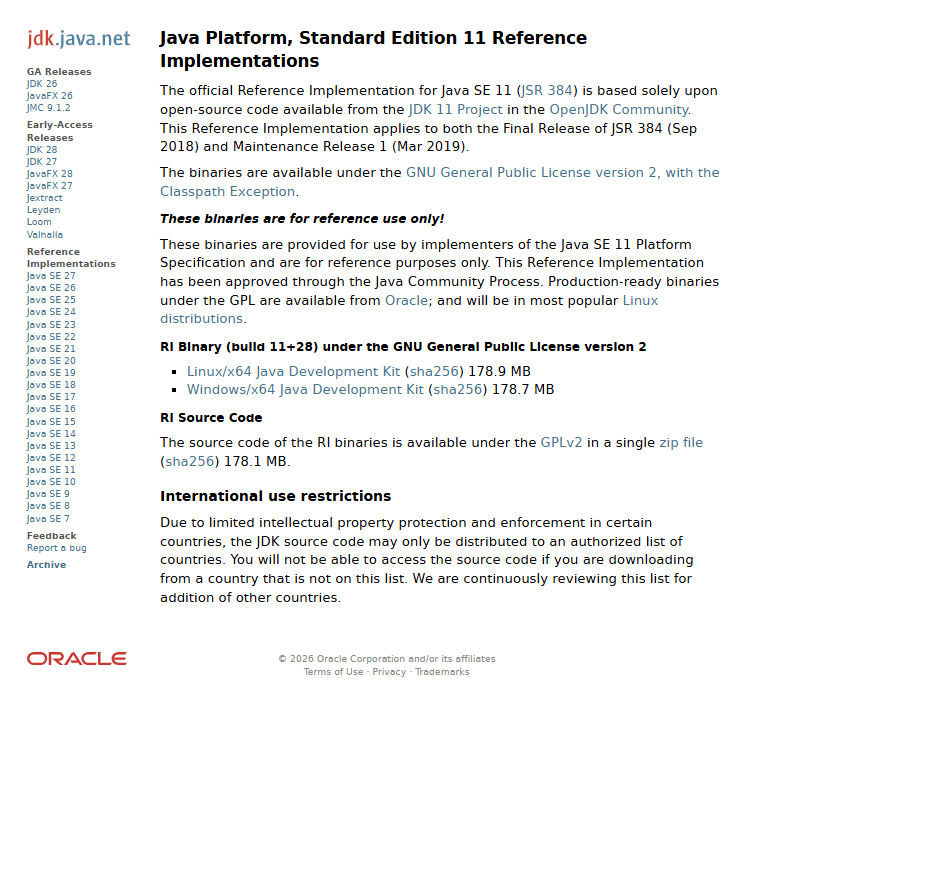 jdk.java.net
GA Releases
JDK 26
JavaFX 26
JMC 9.1.2
Early-Access
Releases
JDK 28
JDK 27
JavaFX 28
JavaFX 27
Jextract
Leyden
Loom
Valhalla
Reference
Implementations
Java SE 27
Java SE 26
Java SE 25
Java SE 24
Java SE 23
Java SE 22
Java SE 21
Java SE 20
Java SE 19
Java SE 18
Java SE 17
Java SE 16
Java SE 15
Java SE 14
Java SE 13
Java SE 12
Java SE 11
Java SE 10
Java SE 9
Java SE 8
Java SE 7
Feedback
Report a bug
Archive
Java Platform, Standard Edition 11 Reference
Implementations
The official Reference Implementation for Java SE 11 (JSR 384) is based solely upon
open-source code available from the JDK 11 Project in the OpenJDK Community.
This Reference Implementation applies to both the Final Release of JSR 384 (Sep
2018) and Maintenance Release 1 (Mar 2019).
The binaries are available under the GNU General Public License version 2, with the
Classpath Exception.
These binaries are for reference use only!
These binaries are provided for use by implementers of the Java SE 11 Platform
Specification and are for reference purposes only. This Reference Implementation
has been approved through the Java Community Process. Production-ready binaries
under the GPL are available from Oracle; and will be in most popular Linux
distributions.
RI Binary (build 11+28) under the GNU General Public License version 2
▪ Linux/x64 Java Development Kit (sha256) 178.9 MB
▪ Windows/x64 Java Development Kit (sha256) 178.7 MB
RI Source Code
The source code of the RI binaries is available under the GPLv2 in a single zip file
(sha256) 178.1 MB.
International use restrictions
Due to limited intellectual property protection and enforcement in certain
countries, the JDK source code may only be distributed to an authorized list of
countries. You will not be able to access the source code if you are downloading
from a country that is not on this list. We are continuously reviewing this list for
addition of other countries.
ORACLE
© 2026 Oracle Corporation and/or its affiliates
Terms of Use · Privacy · Trademarks